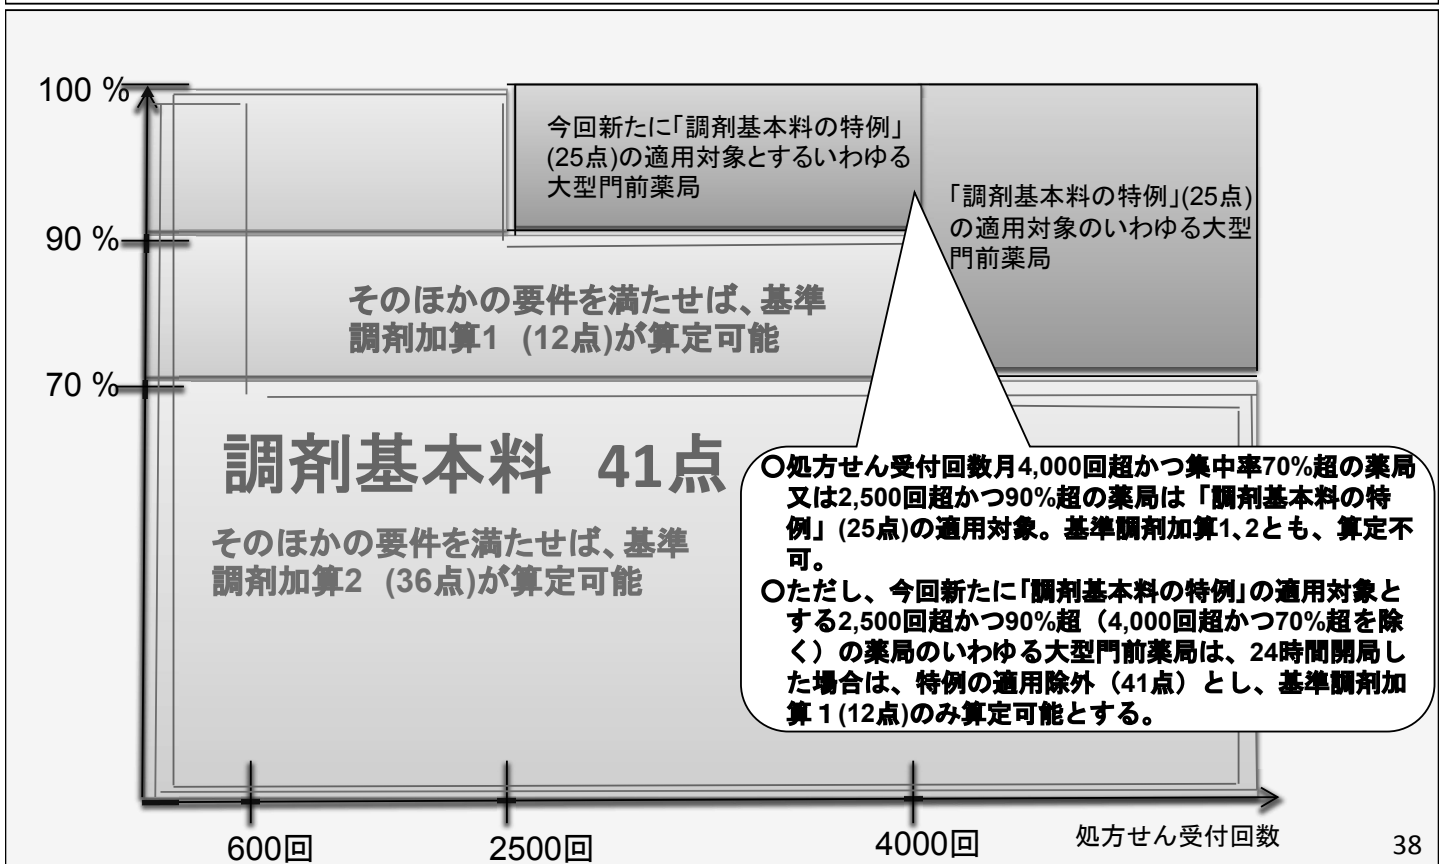 100 %
今回新たに｢調剤基本料の特例」
(25点)の適用対象とするいわゆる
大型門前薬局
｢調剤基本料の特例｣(25点)
の適用対象のいわゆる大型
門前薬局
90 %
そのほかの要件を満たせば、基準
調剤加算1 (12点)が算定可能
70 %
調剤基本料 41点
そのほかの要件を満たせば、基準
調剤加算2 (36点)が算定可能
○処方せん受付回数月4,000回超かつ集中率70%超の薬局
又は2,500回超かつ90%超の薬局は「調剤基本料の特
例」(25点)の適用対象。基準調剤加算1、2とも、算定不
可。
○ただし、今回新たに｢調剤基本料の特例｣の適用対象と
する2,500回超かつ90%超（4,000回超かつ70%超を除
く）の薬局のいわゆる大型門前薬局は、24時間開局し
た場合は、特例の適用除外（41点）とし、基準調剤加
算１(12点)のみ算定可能とする。
600回
2500回
4000回
処方せん受付回数
38